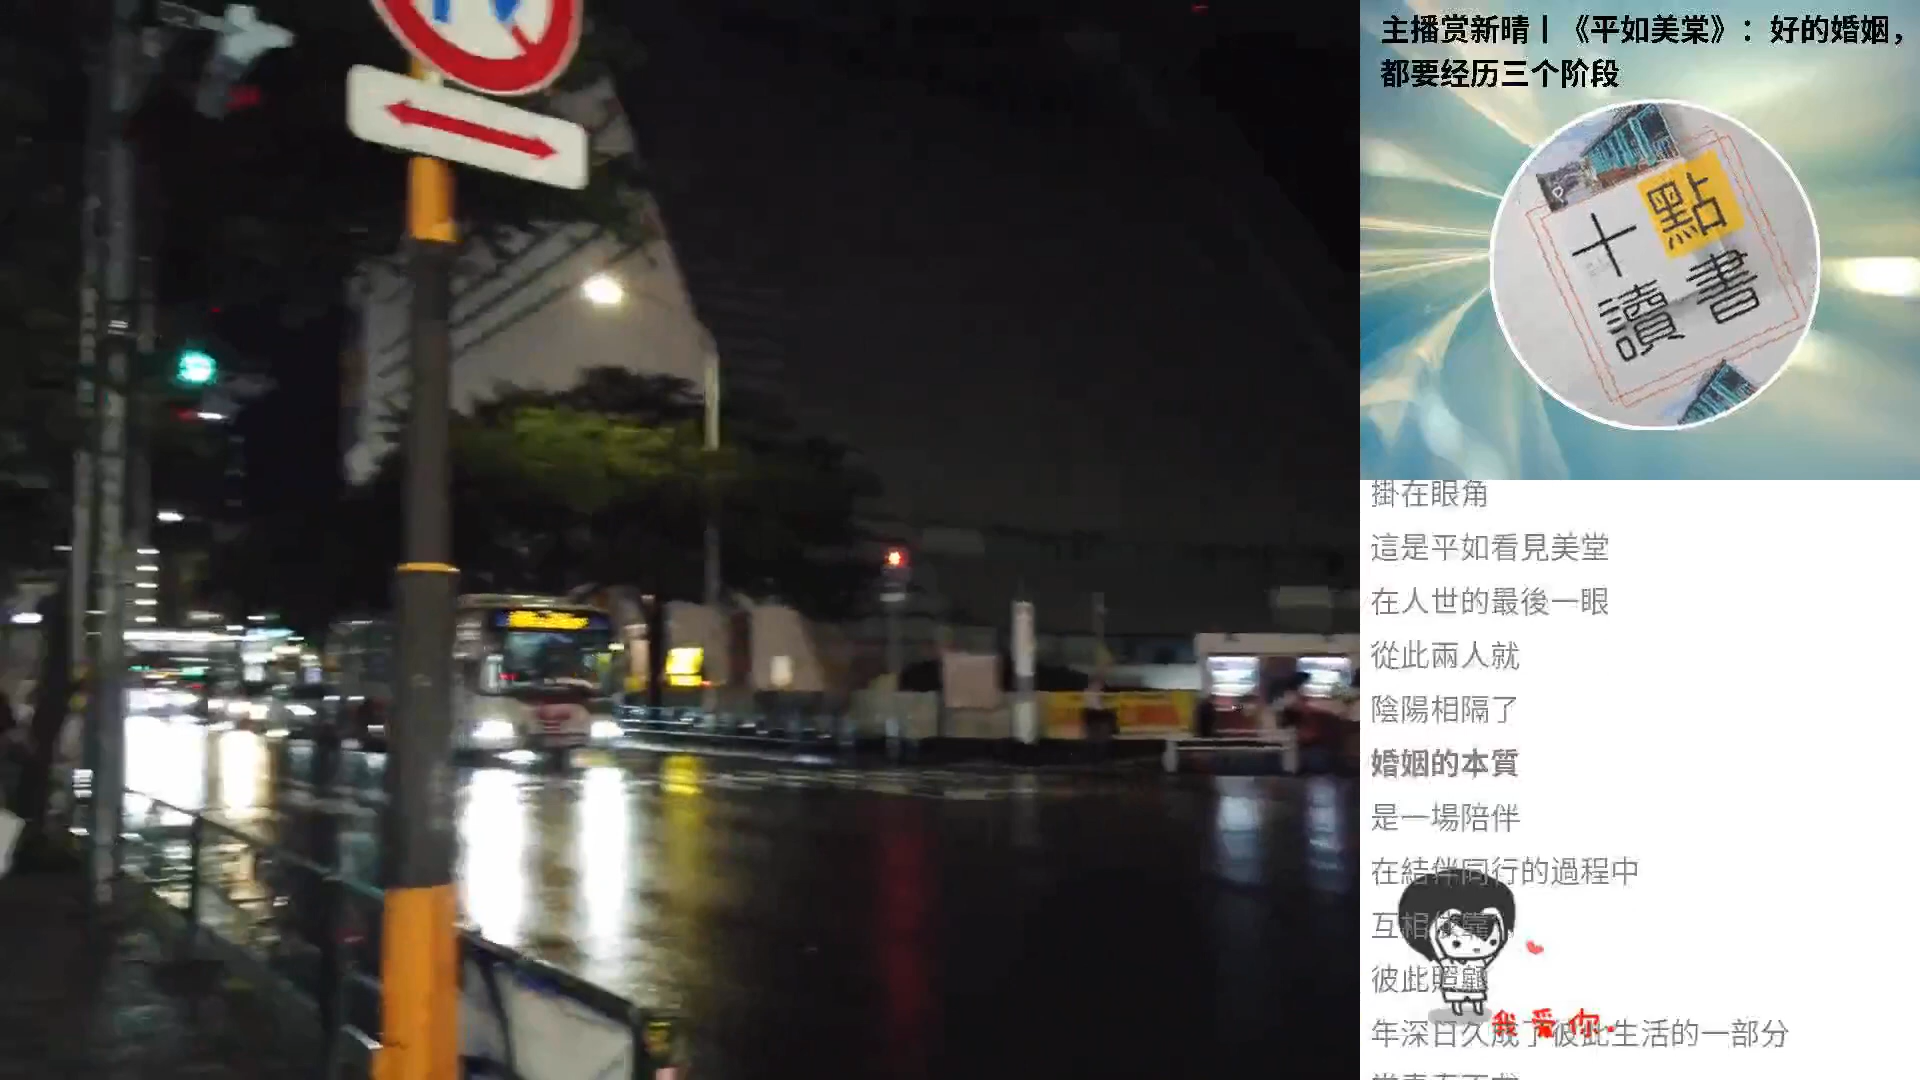 主播赏新晴丨《平如美棠》：好的婚姻，
都要经历三个阶段
十點
讀書
掛在眼角
這是平如看見美堂
在人世的最後一眼
從此兩人就
陰陽相隔了
婚姻的本質
是一場陪伴
在結伴同行的過程中
互相依靠
彼此照顧
年深日久成了彼此生活的一部分
我爱你.